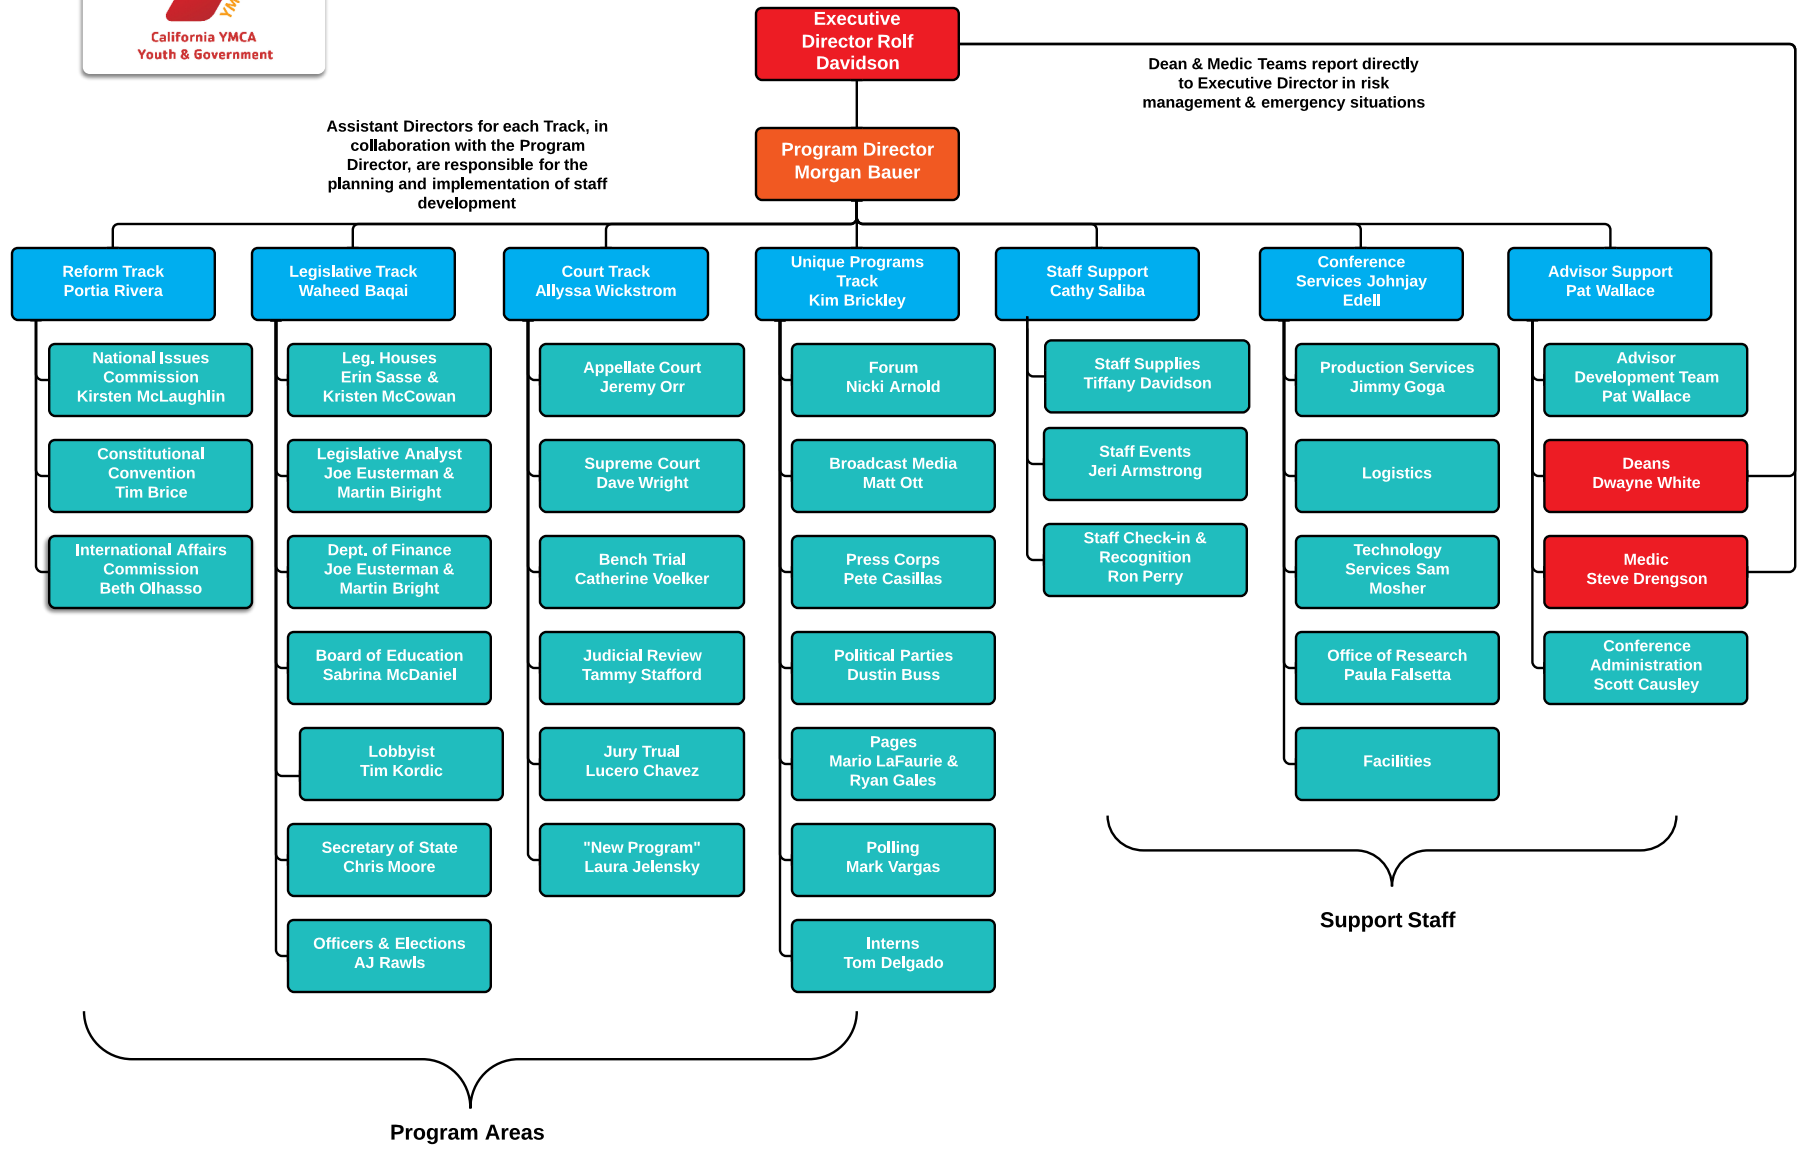 YM
California YMCA
Youth & Government
Executive
Director Rolf
Davidson
Dean & Medic Teams report directly
to Executive Director in risk
management & emergency situations
Assistant Directors for each Track, in
collaboration with the Program
Director, are responsible for the
planning and implementation of staff
development
Program Director
Morgan Bauer
Reform Track
Portia Rivera
Legislative Track
Waheed Baqai
Court Track
Allyssa Wickstrom
Unique Programs
Track
Kim Brickley
Staff Support
Cathy Saliba
Conference
Services Johnjay
Edell
Advisor Support
Pat Wallace
National Issues
Commission
Kirsten McLaughlin
Constitutional
Convention
Tim Brice
International Affairs
Commission
Beth Olhasso
Leg. Houses
Erin Sasse &
Kristen McCowan
Legislative Analyst
Joe Eusterman &
Martin Biright
Dept. of Finance
Joe Eusterman &
Martin Bright
Board of Education
Sabrina McDaniel
Lobbyist
Tim Kordic
Secretary of State
Chris Moore
Officers & Elections
AJ Rawls
Appellate Court
Jeremy Orr
Supreme Court
Dave Wright
Bench Trial
Catherine Voelker
Judicial Review
Tammy Stafford
Jury Trual
Lucero Chavez
"New Program"
Laura Jelensky
Forum
Nicki Arnold
Broadcast Media
Matt Ott
Press Corps
Pete Casillas
Political Parties
Dustin Buss
Pages
Mario LaFaurie &
Ryan Gales
Polling
Mark Vargas
Interns
Tom Delgado
Staff Supplies
Tiffany Davidson
Staff Events
Jeri Armstrong
Staff Check-in &
Recognition
Ron Perry
Production Services
Jimmy Goga
Logistics
Technology
Services Sam
Mosher
Office of Research
Paula Falsetta
Facilities
Advisor
Development Team
Pat Wallace
Deans
Dwayne White
Medic
Steve Drengson
Conference
Administration
Scott Causley
Support Staff
Program Areas